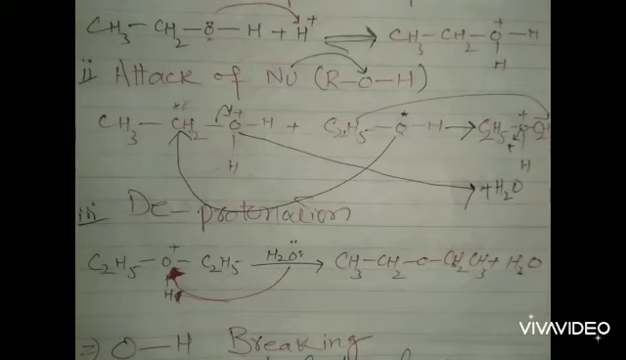 CH3 – CH2 – Ö – H + H+ ⇌ CH3 – CH2 – O+ – H
H
ii Attack of NU (R–O–H)
CH3 – CH2 – O+ – H + C2H5 – O – H → C2H5
H
H
+ H2O
iii De-protonation
C2H5 – O+ – C2H5 H2O → CH3–CH2–O–CH2CH3 + H2O
H
⇒ O–H Breaking
VIVAVIDEO